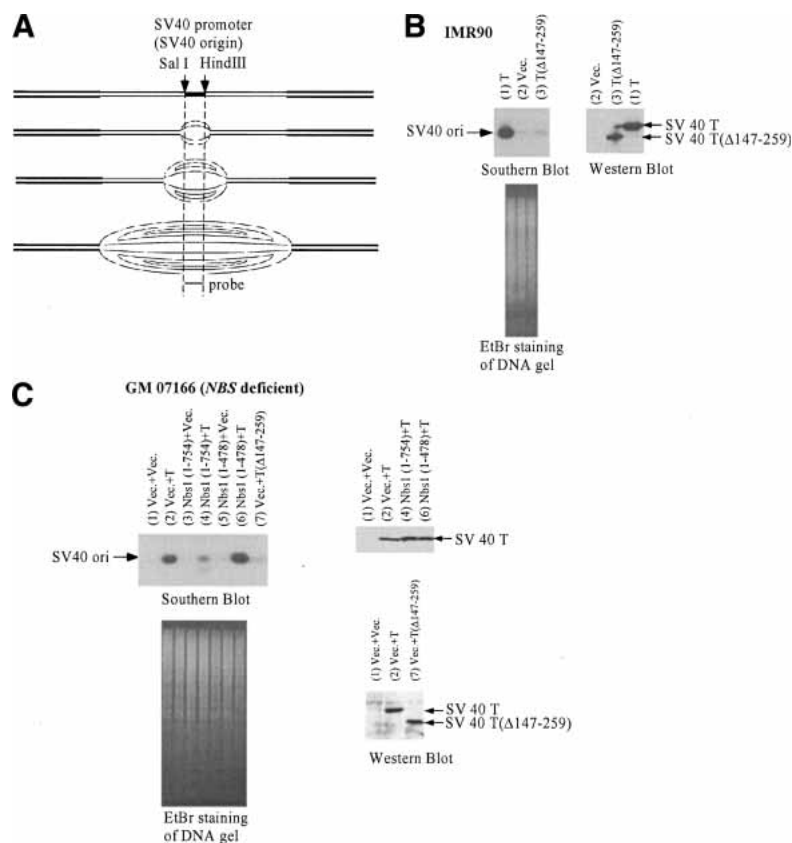 A
SV40 promoter
(SV40 origin)
Sal I HindIII
probe
B IMR90
(1) T
(2) Vec.
(3) T(Δ147-259)
SV40 ori
Southern Blot
EtBr staining
of DNA gel
(2) Vec.
(3) T(Δ147-259)
(1) T
SV 40 T
SV 40 T(Δ147-259)
Western Blot
C GM 07166 (NBS deficient)
(1) Vec.+Vec.
(2) Vec.+T
(3) Nbs1 (1-754)+Vec.
(4) Nbs1 (1-754)+T
(5) Nbs1 (1-478)+Vec.
(6) Nbs1 (1-478)+T
(7) Vec.+T(Δ147-259)
SV40 ori
Southern Blot
EtBr staining
of DNA gel
(1) Vec.+Vec.
(2) Vec.+T
(4) Nbs1 (1-754)+T
(6) Nbs1 (1-478)+T
SV 40 T
(1) Vec.+Vec.
(2) Vec.+T
(7) Vec.+T(Δ147-259)
SV 40 T
SV 40 T(Δ147-259)
Western Blot